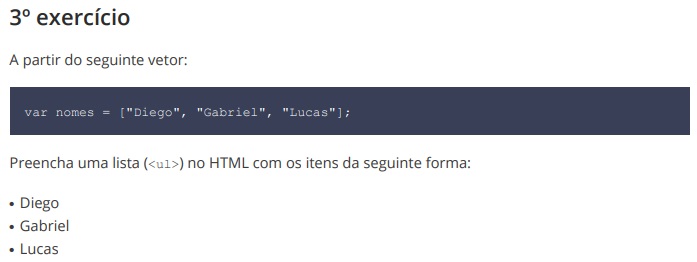 3º exercício
A partir do seguinte vetor:
var nomes = ["Diego", "Gabriel", "Lucas"];
Preencha uma lista (<ul>) no HTML com os itens da seguinte forma:
• Diego
• Gabriel
• Lucas